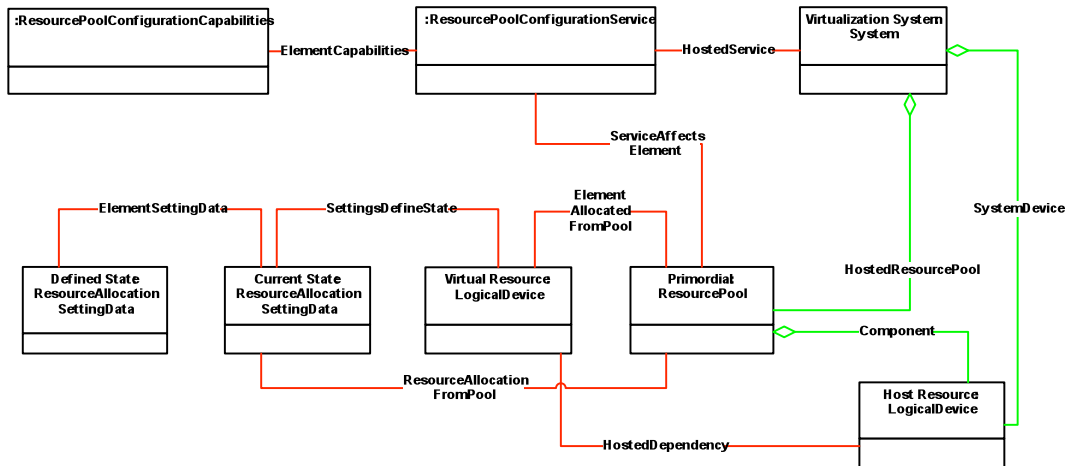 :ResourcePoolConfigurationCapabilities
:ResourcePoolConfigurationService
Virtualization System:
System
ElementCapabilities
HostedService
ServiceAffects
Element
ElementSettingData
SettingsDefineState
Element
Allocated
FromPool
SystemDevice
HostedResourcePool
Defined State:
ResourceAllocation
SettingData
Current State:
ResourceAllocation
SettingData
Virtual Resource:
LogicalDevice
Primordial:
ResourcePool
Component
ResourceAllocation
FromPool
Host Resource:
LogicalDevice
HostedDependency